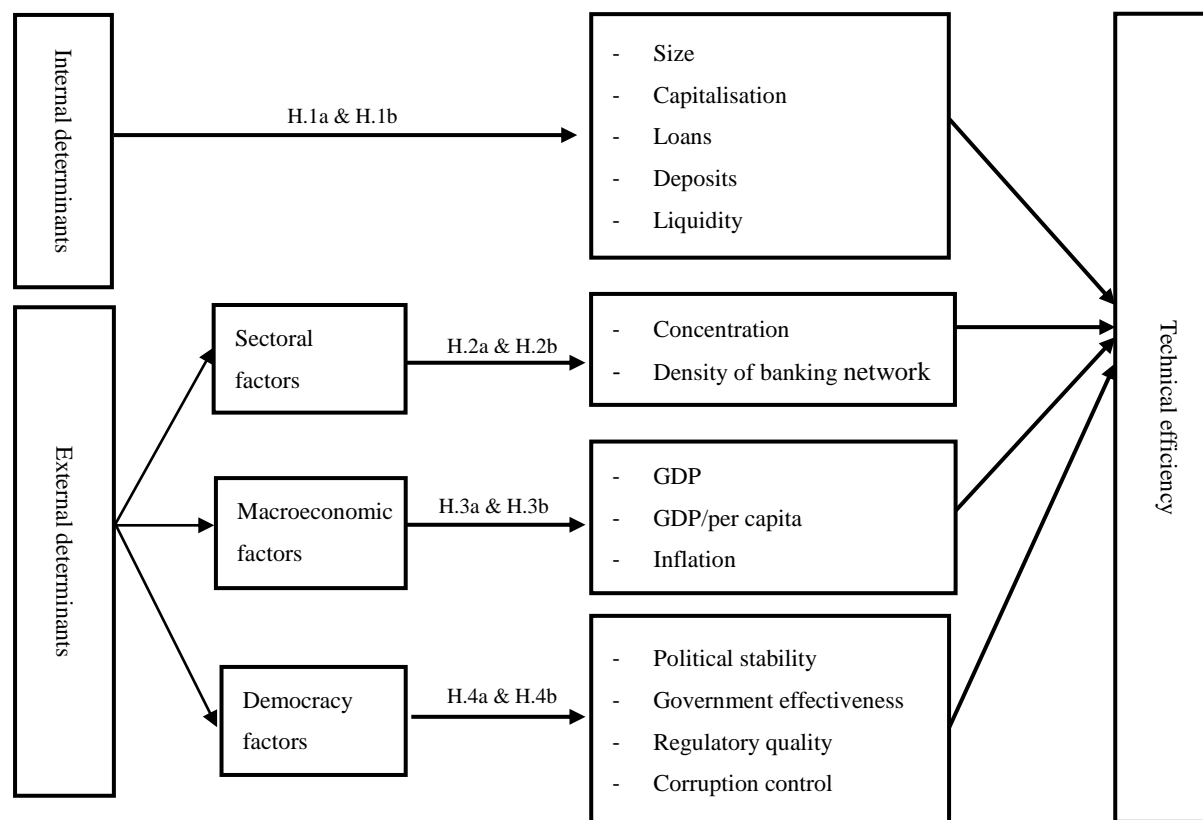 Internal determinants
H.1a & H.1b
- Size
- Capitalisation
- Loans
- Deposits
- Liquidity
External determinants
Sectoral
factors
H.2a & H.2b
- Concentration
- Density of banking network
Macroeconomic
factors
H.3a & H.3b
- GDP
- GDP/per capita
- Inflation
Democracy
factors
H.4a & H.4b
- Political stability
- Government effectiveness
- Regulatory quality
- Corruption control
Technical efficiency